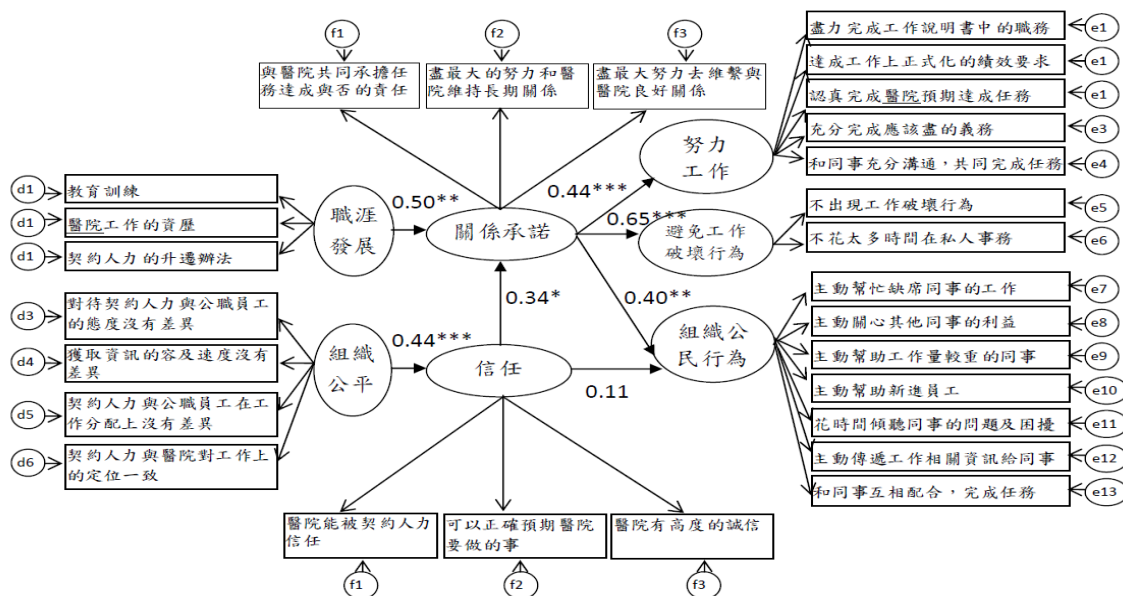 f1
f2
f3
與醫院共同承擔任
務達成與否的責任
盡最大的努力和醫
院維持長期關係
盡最大努力去維繫與
醫院良好關係
盡力完成工作說明書中的職務
e1
達成工作上正式化的績效要求
e1
認真完成醫院預期達成任務
e1
充分完成應該盡的義務
e3
和同事充分溝通，共同完成任務
e4
努力
工作
0.44***
d1
教育訓練
d1
醫院工作的資歷
d1
契約人力的升遷辦法
職涯
發展
0.50**
關係承諾
0.65***
避免工作
破壞行為
不出現工作破壞行為
e5
不花太多時間在私人事務
e6
0.34*
0.40**
d3
對待契約人力與公職員工
的態度沒有差異
d4
獲取資訊的容及速度沒有
差異
d5
契約人力與公職員工在工
作分配上沒有差異
d6
契約人力與醫院對工作上
的定位一致
組織
公平
0.44***
信任
0.11
組織公
民行為
主動幫忙缺席同事的工作
e7
主動關心其他同事的利益
e8
主動幫助工作量較重的同事
e9
主動幫助新進員工
e10
花時間傾聽同事的問題及困擾
e11
主動傳遞工作相關資訊給同事
e12
和同事互相配合，完成任務
e13
醫院能被契約人力
信任
可以正確預期醫院
要做的事
醫院有高度的誠信
f1
f2
f3